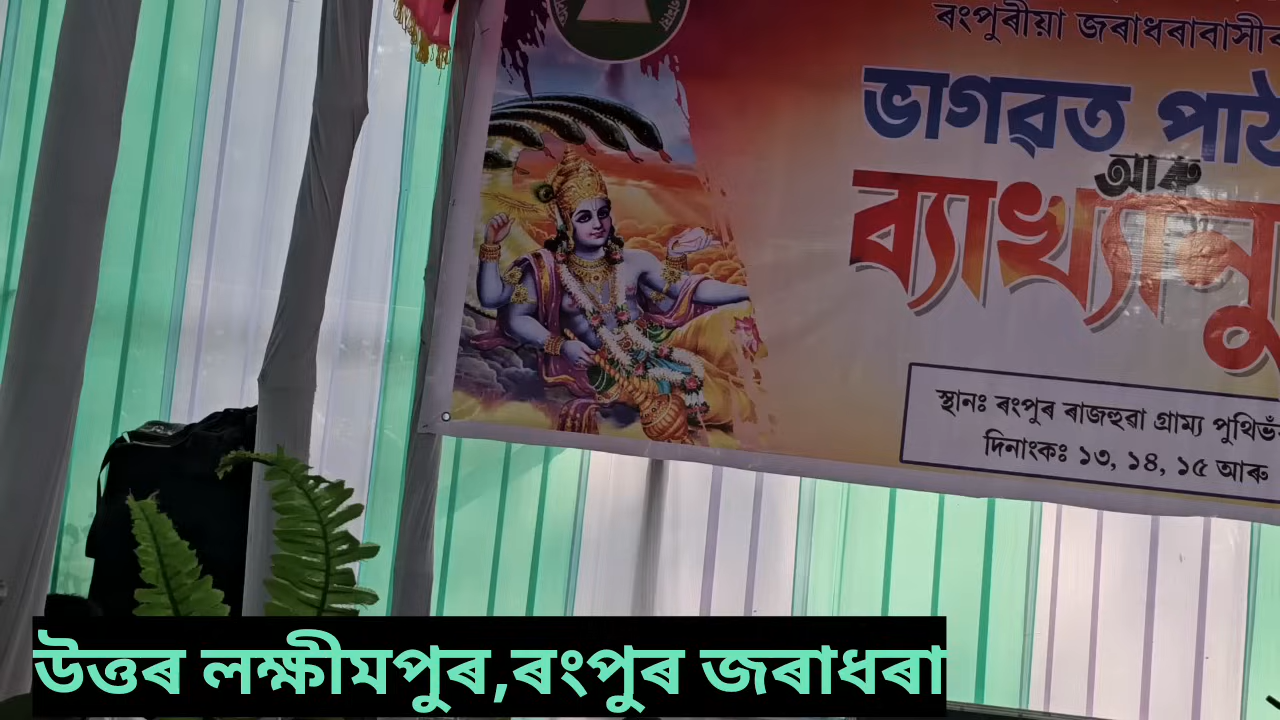 ৰংপুৰীয়া জৰাধৰাবাসীৰ
ভাগৱত পাঠ
আৰু
ব্যাখ্যানু
স্থানঃ ৰংপুৰ ৰাজহুৱা গ্ৰাম্য
দিনাংকঃ ১৩, ১৪, ১৫ আৰু
উত্তৰ লক্ষীমপুৰ,ৰংপুৰ জৰাধৰা